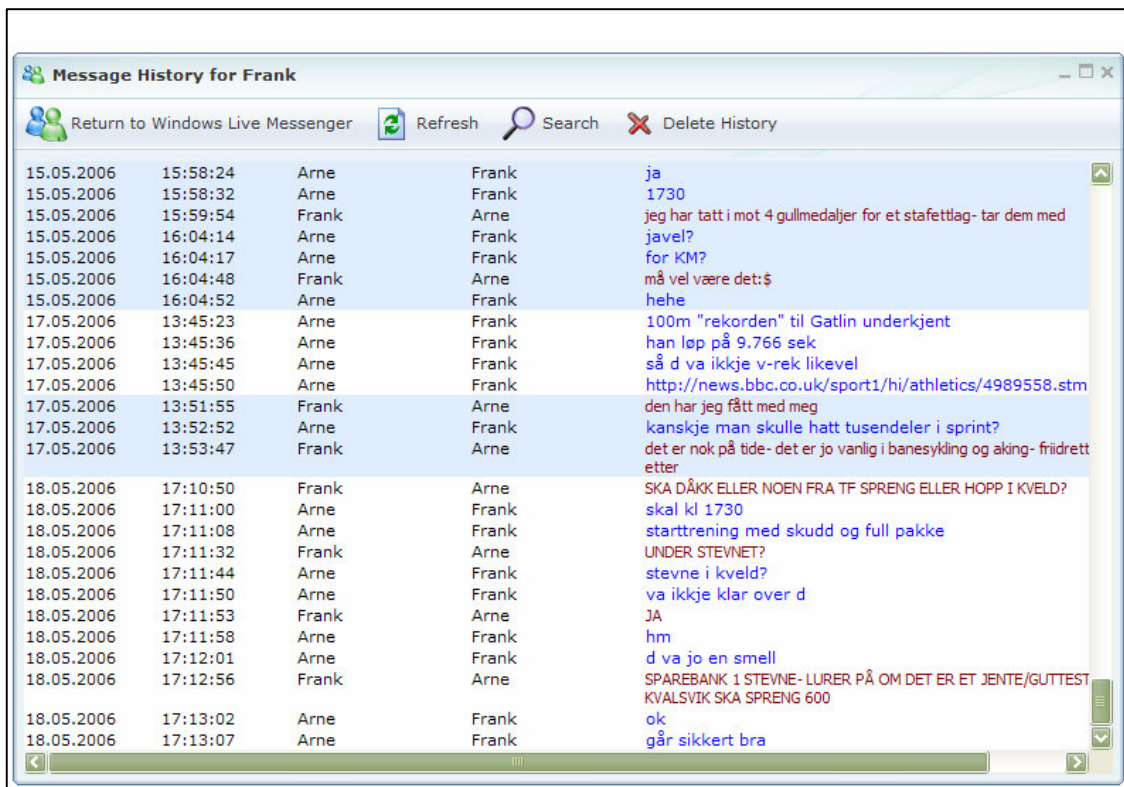 Message History for Frank
Return to Windows Live Messenger Refresh Search Delete History
15.05.2006 15:58:24 Arne Frank ja
15.05.2006 15:58:32 Arne Frank 1730
15.05.2006 15:59:54 Frank Arne jeg har tatt i mot 4 gullmedaljer for et stafettlag- tar dem med
15.05.2006 16:04:14 Arne Frank javel?
15.05.2006 16:04:17 Arne Frank for KM?
15.05.2006 16:04:48 Frank Arne må vel være det:$
15.05.2006 16:04:52 Arne Frank hehe
17.05.2006 13:45:23 Arne Frank 100m "rekorden" til Gatlin underkjent
17.05.2006 13:45:36 Arne Frank han løp på 9.766 sek
17.05.2006 13:45:45 Arne Frank så d va ikkje v-rek likevel
17.05.2006 13:45:50 Arne Frank http://news.bbc.co.uk/sport1/hi/athletics/4989558.stm
17.05.2006 13:51:55 Frank Arne den har jeg fått med meg
17.05.2006 13:52:52 Arne Frank kanskje man skulle hatt tusendeler i sprint?
17.05.2006 13:53:47 Frank Arne det er nok på tide- det er jo vanlig i banesykling og aking- friidrett
etter
18.05.2006 17:10:50 Frank Arne SKA DÅKK ELLER NOEN FRA TF SPRENG ELLER HOPP I KVELD?
18.05.2006 17:11:00 Arne Frank skal kl 1730
18.05.2006 17:11:08 Arne Frank starttrening med skudd og full pakke
18.05.2006 17:11:32 Frank Arne UNDER STEVNET?
18.05.2006 17:11:44 Arne Frank stevne i kveld?
18.05.2006 17:11:50 Arne Frank va ikkje klar over d
18.05.2006 17:11:53 Frank Arne JA
18.05.2006 17:11:58 Arne Frank hm
18.05.2006 17:12:01 Arne Frank d va jo en smell
18.05.2006 17:12:56 Frank Arne SPAREBANK 1 STEVNE- LURER PÅ OM DET ER ET JENTE/GUTTEST
KVALSVIK SKA SPRENG 600
18.05.2006 17:13:02 Arne Frank ok
18.05.2006 17:13:07 Arne Frank går sikkert bra